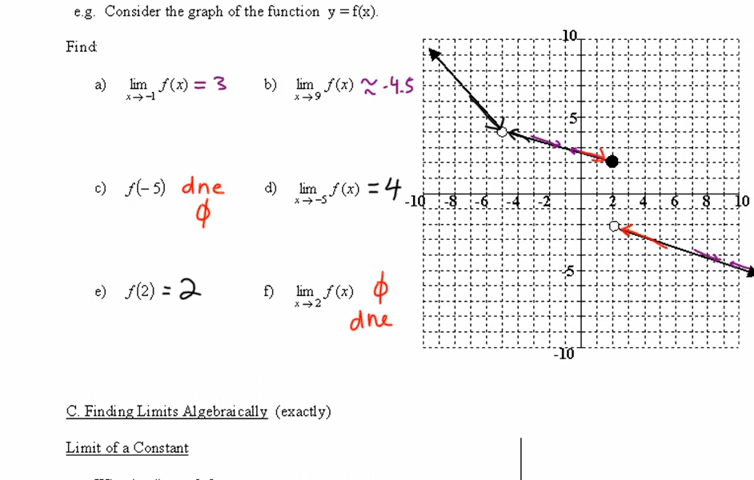 e.g. Consider the graph of the function y = f(x).
Find
a) lim x→-1 f(x) = 3 b) lim x→9 f(x) ≈ -4.5
c) f(-5) dne ϕ d) lim x→-5 f(x) = 4
e) f(2) = 2 f) lim x→2 f(x) ϕ dne
10
5
-10 -8 -6 -4 -2 2 4 6 8 10
-5
-10
C. Finding Limits Algebraically (exactly)
Limit of a Constant